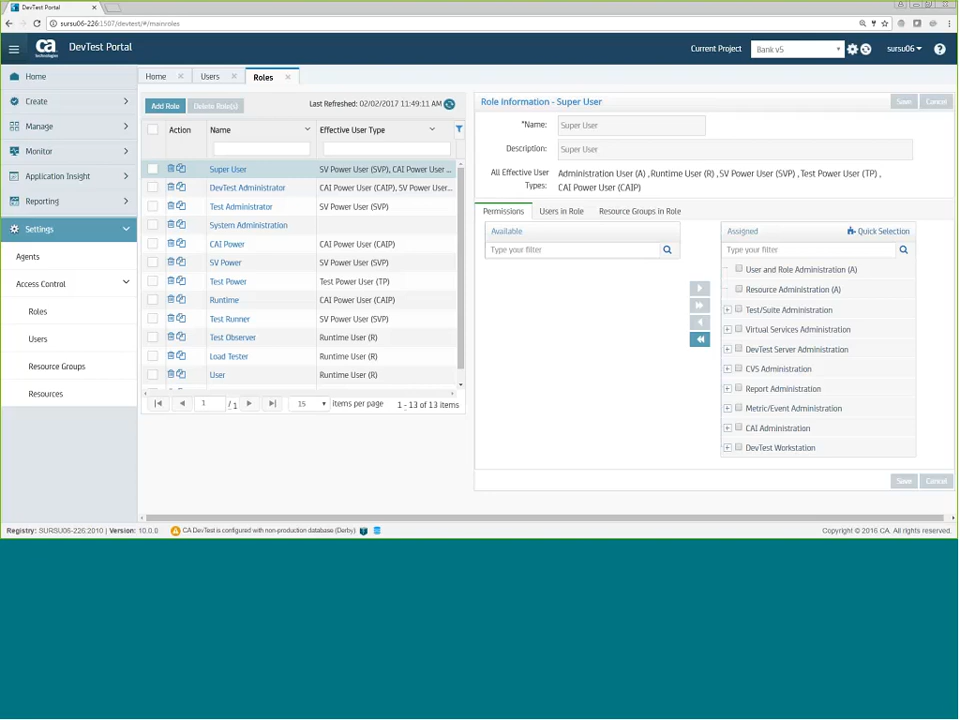 DevTest Portal
sursu06-226:1507/devtest/#/mainroles
ca technologies
DevTest Portal
Current Project
Bank v5
sursu06
Home
Create
Manage
Monitor
Application Insight
Reporting
Settings
Agents
Access Control
Roles
Users
Resource Groups
Resources
Home
Users
Roles
Add Role
Delete Role(s)
Last Refreshed: 02/02/2017 11:49:11 AM
Action Name Effective User Type
Super User SV Power User (SVP), CAI Power User ...
DevTest Administrator CAI Power User (CAIP), SV Power User...
Test Administrator SV Power User (SVP)
System Administration
CAI Power CAI Power User (CAIP)
SV Power SV Power User (SVP)
Test Power Test Power User (TP)
Runtime CAI Power User (CAIP)
Test Runner SV Power User (SVP)
Test Observer Runtime User (R)
Load Tester Runtime User (R)
User Runtime User (R)
1 / 1 15 items per page 1 - 13 of 13 items
Role Information - Super User
Save Cancel
*Name: Super User
Description: Super User
All Effective User Types: Administration User (A) ,Runtime User (R) ,SV Power User (SVP) ,Test Power User (TP) ,
CAI Power User (CAIP)
Permissions
Users in Role
Resource Groups in Role
Available
Type your filter
Assigned
Quick Selection
Type your filter
User and Role Administration (A)
Resource Administration (A)
Test/Suite Administration
Virtual Services Administration
DevTest Server Administration
CVS Administration
Report Administration
Metric/Event Administration
CAI Administration
DevTest Workstation
Save Cancel
Registry: SURSU06-226:2010 | Version: 10.0.0
CA DevTest is configured with non-production database (Derby)
Copyright © 2016 CA. All rights reserved.